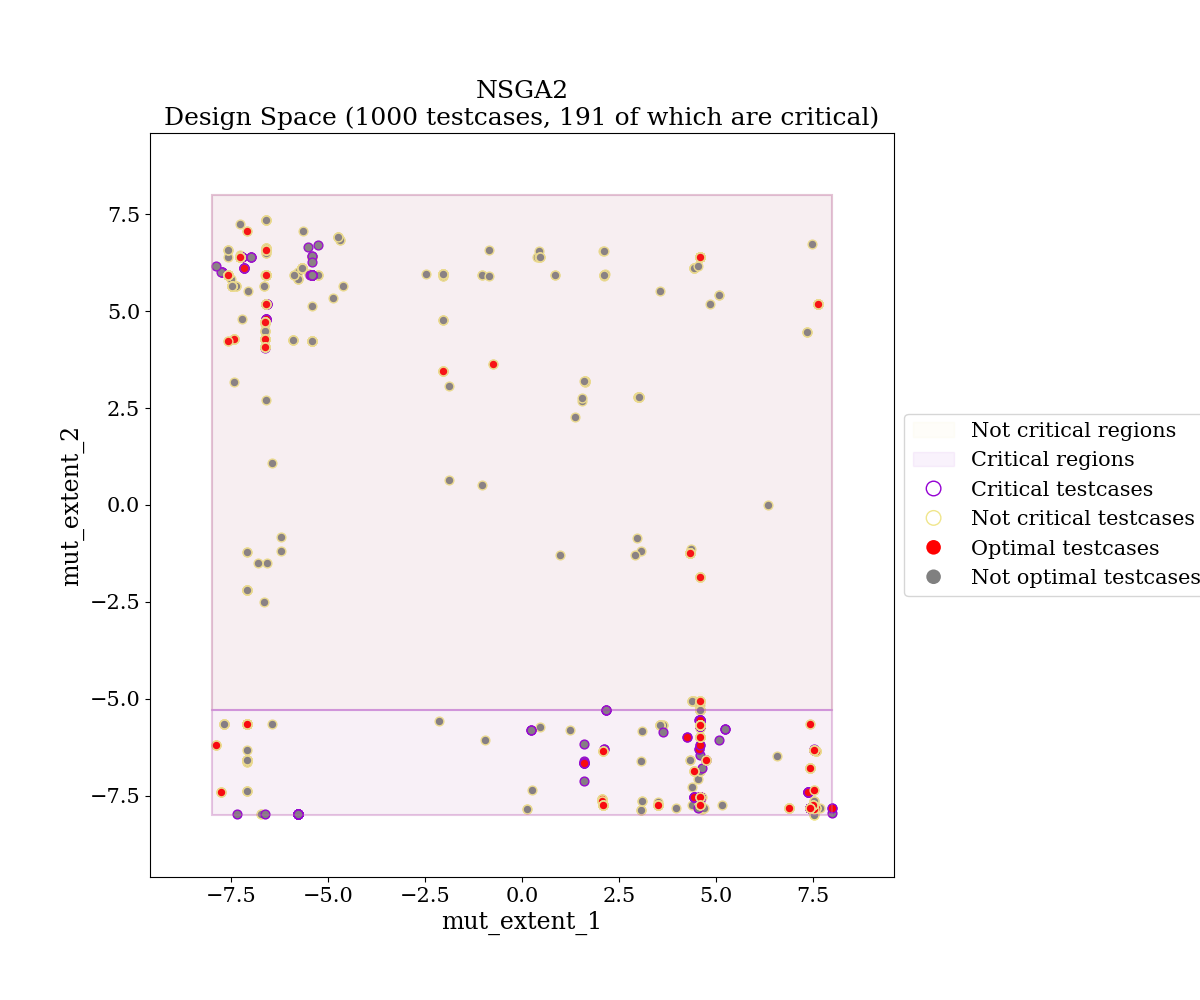 NSGA2
Design Space (1000 testcases, 191 of which are critical)
7.5
5.0
2.5
0.0
−2.5
−5.0
−7.5
mut_extent_2
−7.5
−5.0
−2.5
0.0
2.5
5.0
7.5
mut_extent_1
Not critical regions
Critical regions
Critical testcases
Not critical testcases
Optimal testcases
Not optimal testcases